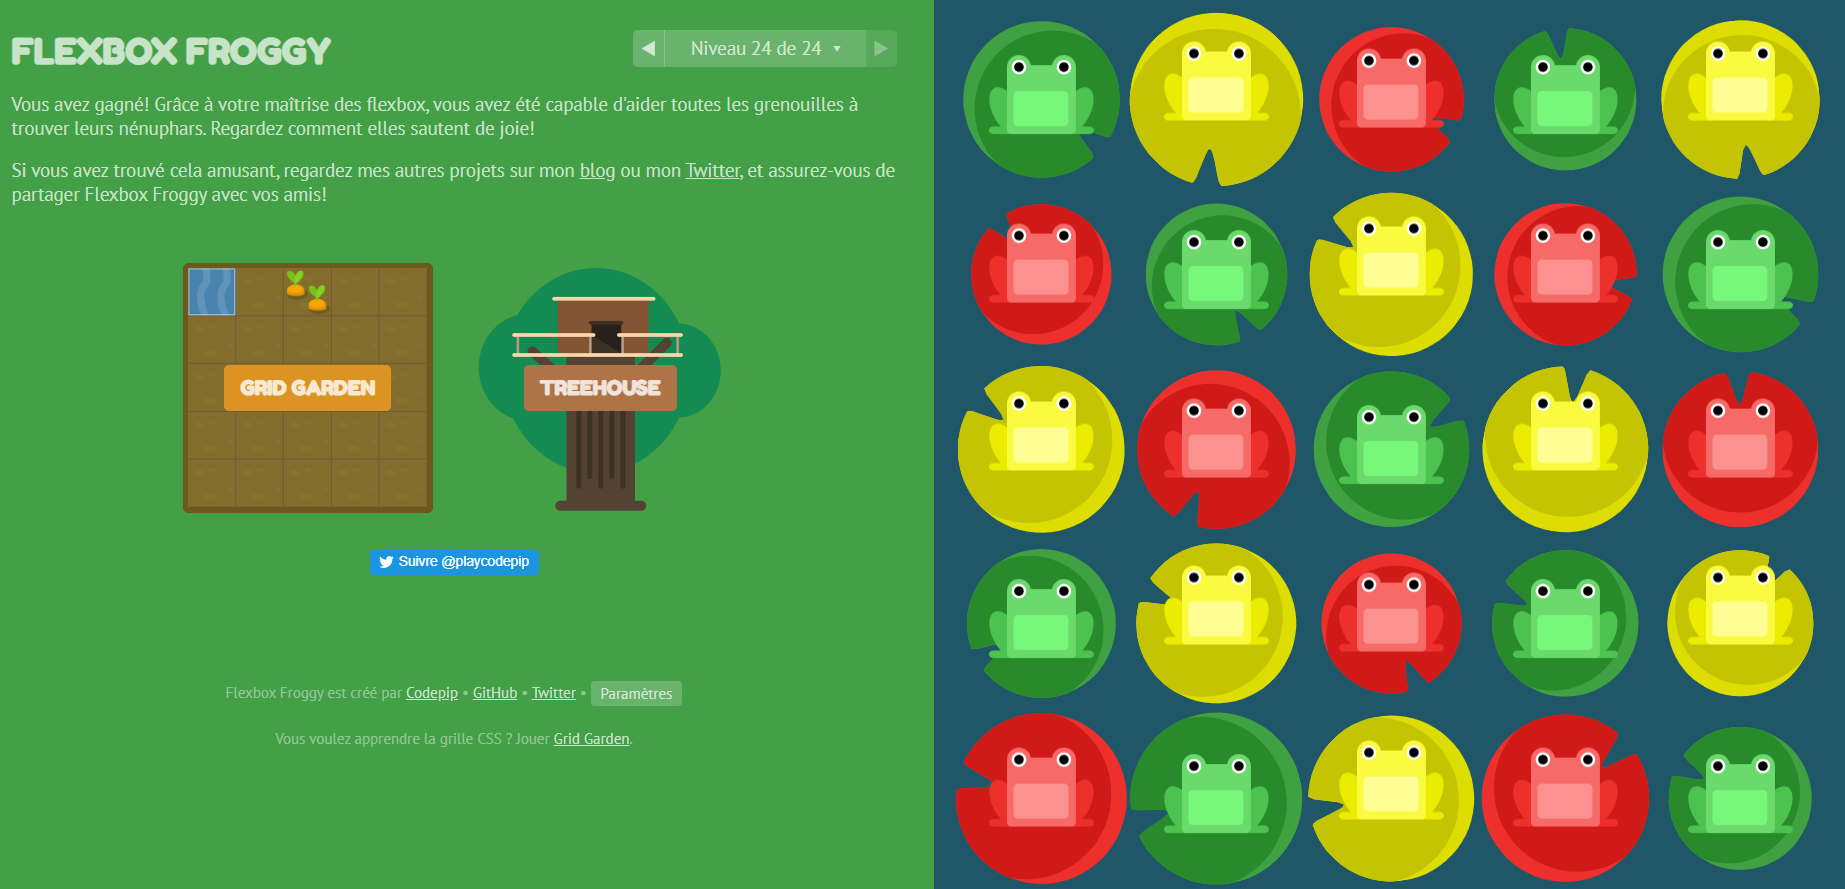 FLEXBOX FROGGY
Niveau 24 de 24
Vous avez gagné! Grâce à votre maîtrise des flexbox, vous avez été capable d'aider toutes les grenouilles à
trouver leurs nénuphars. Regardez comment elles sautent de joie!
Si vous avez trouvé cela amusant, regardez mes autres projets sur mon blog ou mon Twitter, et assurez-vous de
partager Flexbox Froggy avec vos amis!
GRID GARDEN
TREEHOUSE
Suivre @playcodepip
Flexbox Froggy est créé par Codepip • GitHub • Twitter • Paramètres
Vous voulez apprendre la grille CSS ? Jouer Grid Garden.